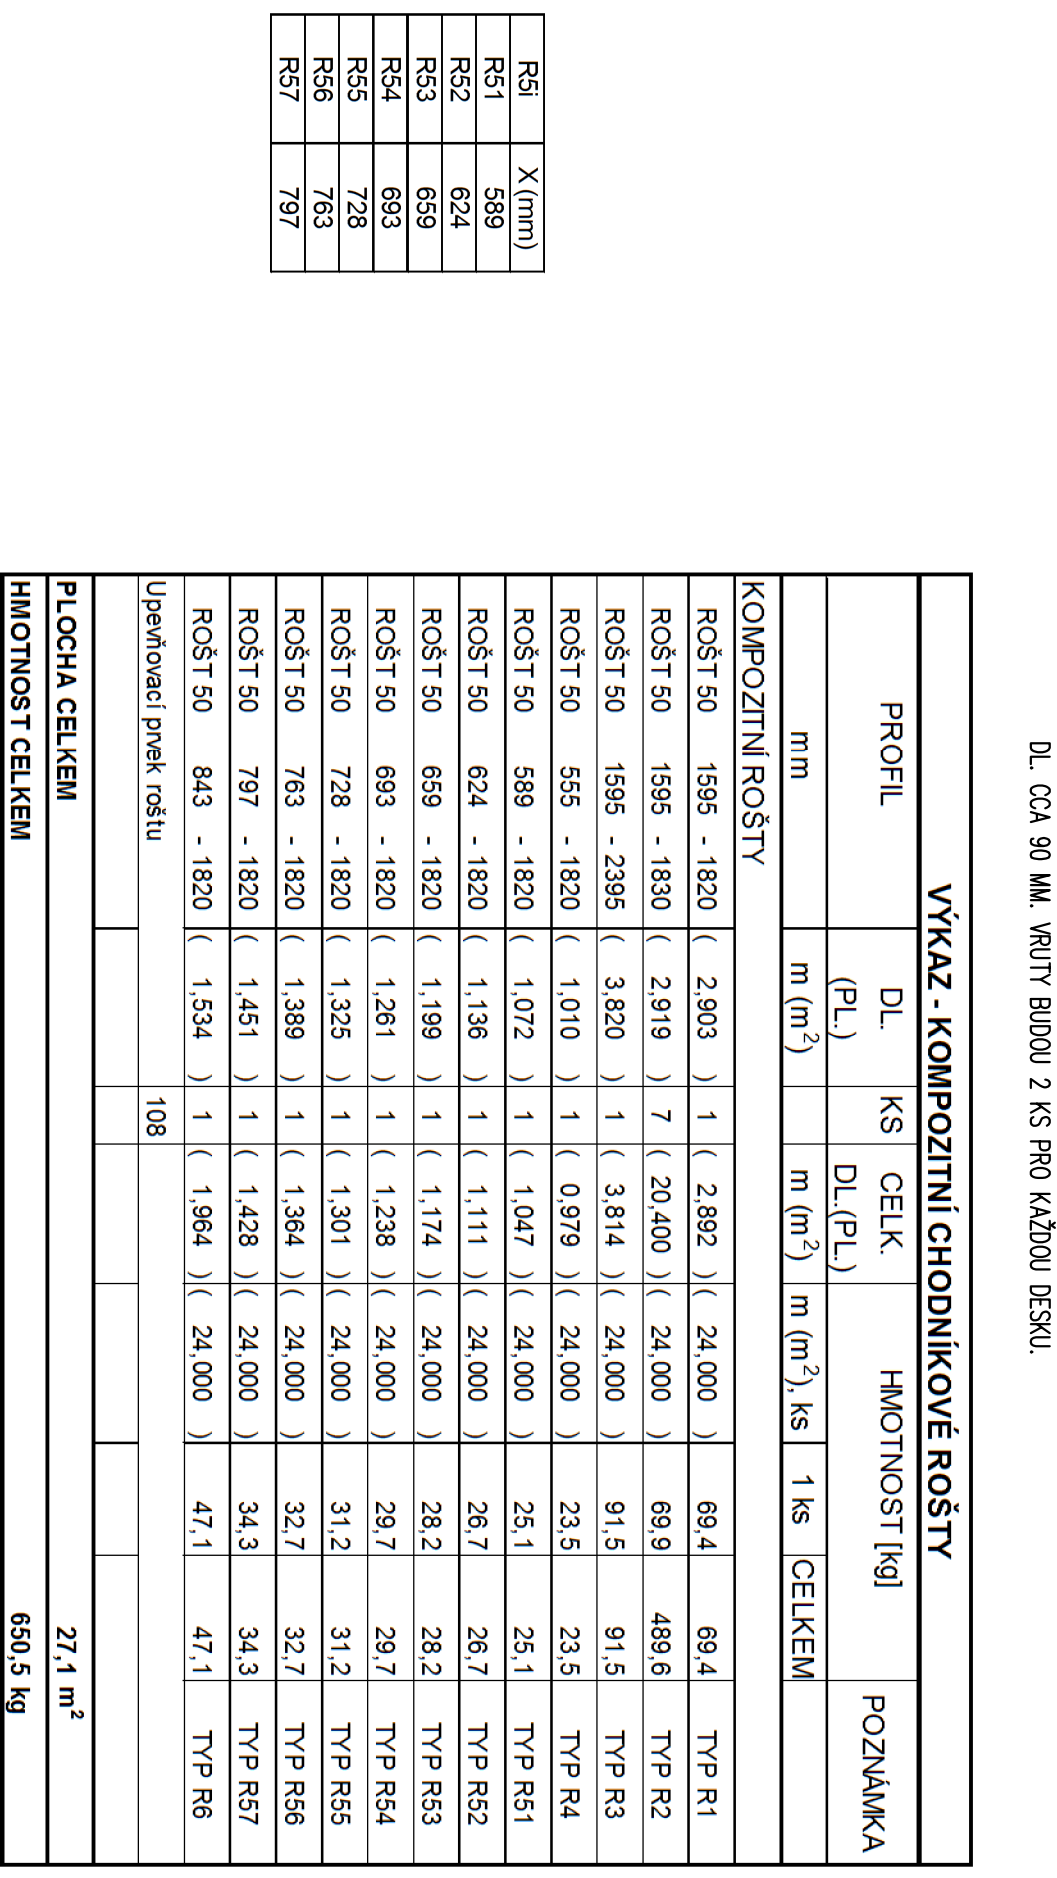 DL. CCA 90 MM. VRUTY BUDOU 2 KS PRO KAŽDOU DESKU.
R5i X (mm)
R51 589
R52 624
R53 659
R54 693
R55 728
R56 763
R57 797
VÝKAZ - KOMPOZITNÍ CHODNÍKOVÉ ROŠTY
PROFIL DL. KS CELK. HMOTNOST [kg] POZNÁMKA
(PL.) DL.(PL.)
mm m (m²) m (m²) m (m²), ks 1 ks CELKEM
KOMPOZITNÍ ROŠTY
ROŠT 50 1595 - 1820 ( 2,903 ) 1 ( 2,892 ) ( 24,000 ) 69,4 69,4 TYP R1
ROŠT 50 1595 - 1830 ( 2,919 ) 7 ( 20,400 ) ( 24,000 ) 69,9 489,6 TYP R2
ROŠT 50 1595 - 2395 ( 3,820 ) 1 ( 3,814 ) ( 24,000 ) 91,5 91,5 TYP R3
ROŠT 50 555 - 1820 ( 1,010 ) 1 ( 0,979 ) ( 24,000 ) 23,5 23,5 TYP R4
ROŠT 50 589 - 1820 ( 1,072 ) 1 ( 1,047 ) ( 24,000 ) 25,1 25,1 TYP R51
ROŠT 50 624 - 1820 ( 1,136 ) 1 ( 1,111 ) ( 24,000 ) 26,7 26,7 TYP R52
ROŠT 50 659 - 1820 ( 1,199 ) 1 ( 1,174 ) ( 24,000 ) 28,2 28,2 TYP R53
ROŠT 50 693 - 1820 ( 1,261 ) 1 ( 1,238 ) ( 24,000 ) 29,7 29,7 TYP R54
ROŠT 50 728 - 1820 ( 1,325 ) 1 ( 1,301 ) ( 24,000 ) 31,2 31,2 TYP R55
ROŠT 50 763 - 1820 ( 1,389 ) 1 ( 1,364 ) ( 24,000 ) 32,7 32,7 TYP R56
ROŠT 50 797 - 1820 ( 1,451 ) 1 ( 1,428 ) ( 24,000 ) 34,3 34,3 TYP R57
ROŠT 50 843 - 1820 ( 1,534 ) 1 ( 1,964 ) ( 24,000 ) 47,1 47,1 TYP R6
Upevňovací prvek roštu 108
PLOCHA CELKEM 27,1 m²
HMOTNOST CELKEM 650,5 kg